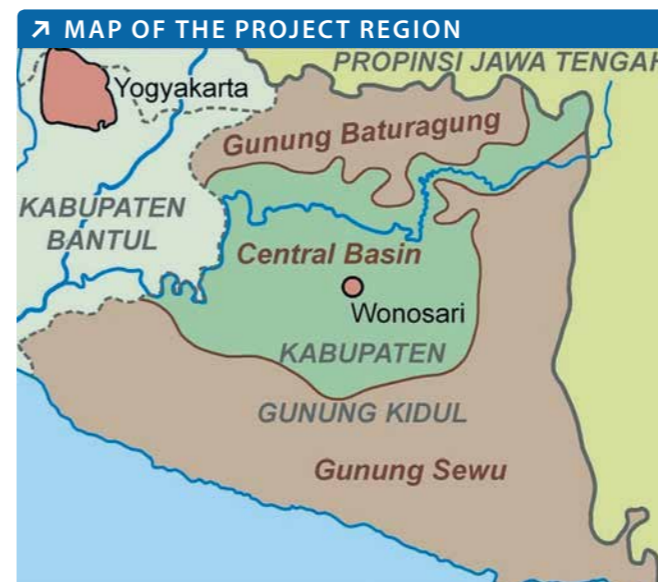 ↗ MAP OF THE PROJECT REGION
PROPINSI JAWA TENGAH
Yogyakarta
Gunung Baturagung
KABUPATEN
BANTUL
Central Basin
Wonosari
KABUPATEN
GUNUNG KIDUL
Gunung Sewu